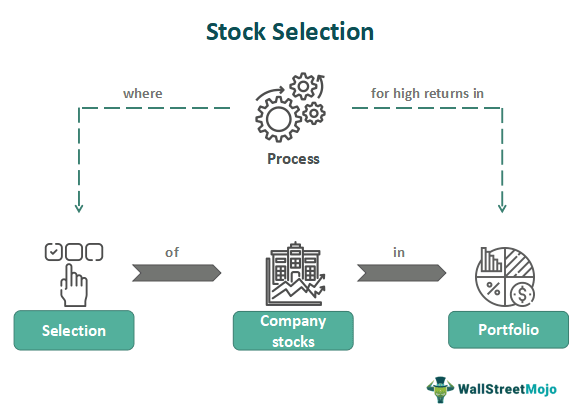 Stock Selection
where
for high returns in
Process
of
in
Selection
Company
stocks
Portfolio
%
$
WallStreetMojo